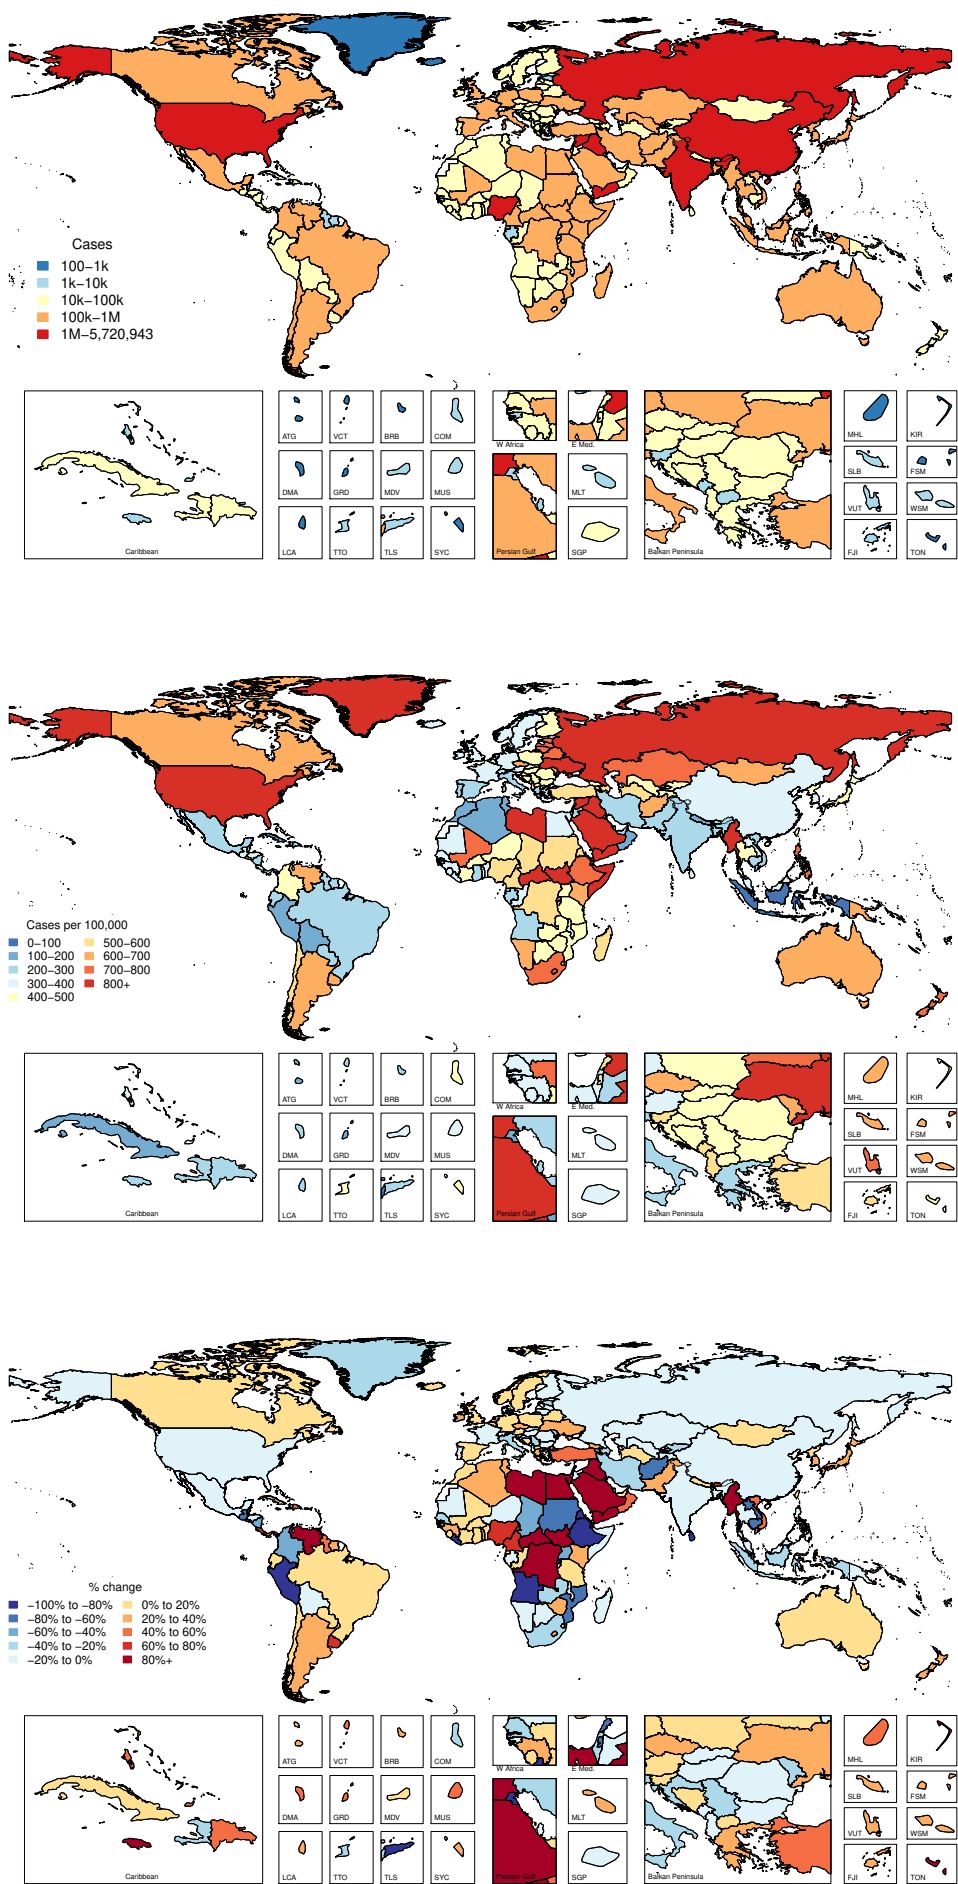 Cases
100−1k
1k−10k
10k−100k
100k−1M
1M−5,720,943
Caribbean
ATG
VCT
BRB
COM
DMA
GRD
MDV
MUS
LCA
TTO
TLS
SYC
W Africa
E Med.
Persian Gulf
MLT
SGP
Balkan Peninsula
MHL
KIR
SLB
FSM
VUT
WSM
FJI
TON
Cases per 100,000
0−100
100−200
200−300
300−400
400−500
500−600
600−700
700−800
800+
Caribbean
ATG
VCT
BRB
COM
DMA
GRD
MDV
MUS
LCA
TTO
TLS
SYC
W Africa
E Med.
Persian Gulf
MLT
SGP
Balkan Peninsula
MHL
KIR
SLB
FSM
VUT
WSM
FJI
TON
% change
−100% to −80%
−80% to −60%
−60% to −40%
−40% to −20%
−20% to 0%
0% to 20%
20% to 40%
40% to 60%
60% to 80%
80%+
Caribbean
ATG
VCT
BRB
COM
DMA
GRD
MDV
MUS
LCA
TTO
TLS
SYC
W Africa
E Med.
Persian Gulf
MLT
SGP
Balkan Peninsula
MHL
KIR
SLB
FSM
VUT
WSM
FJI
TON